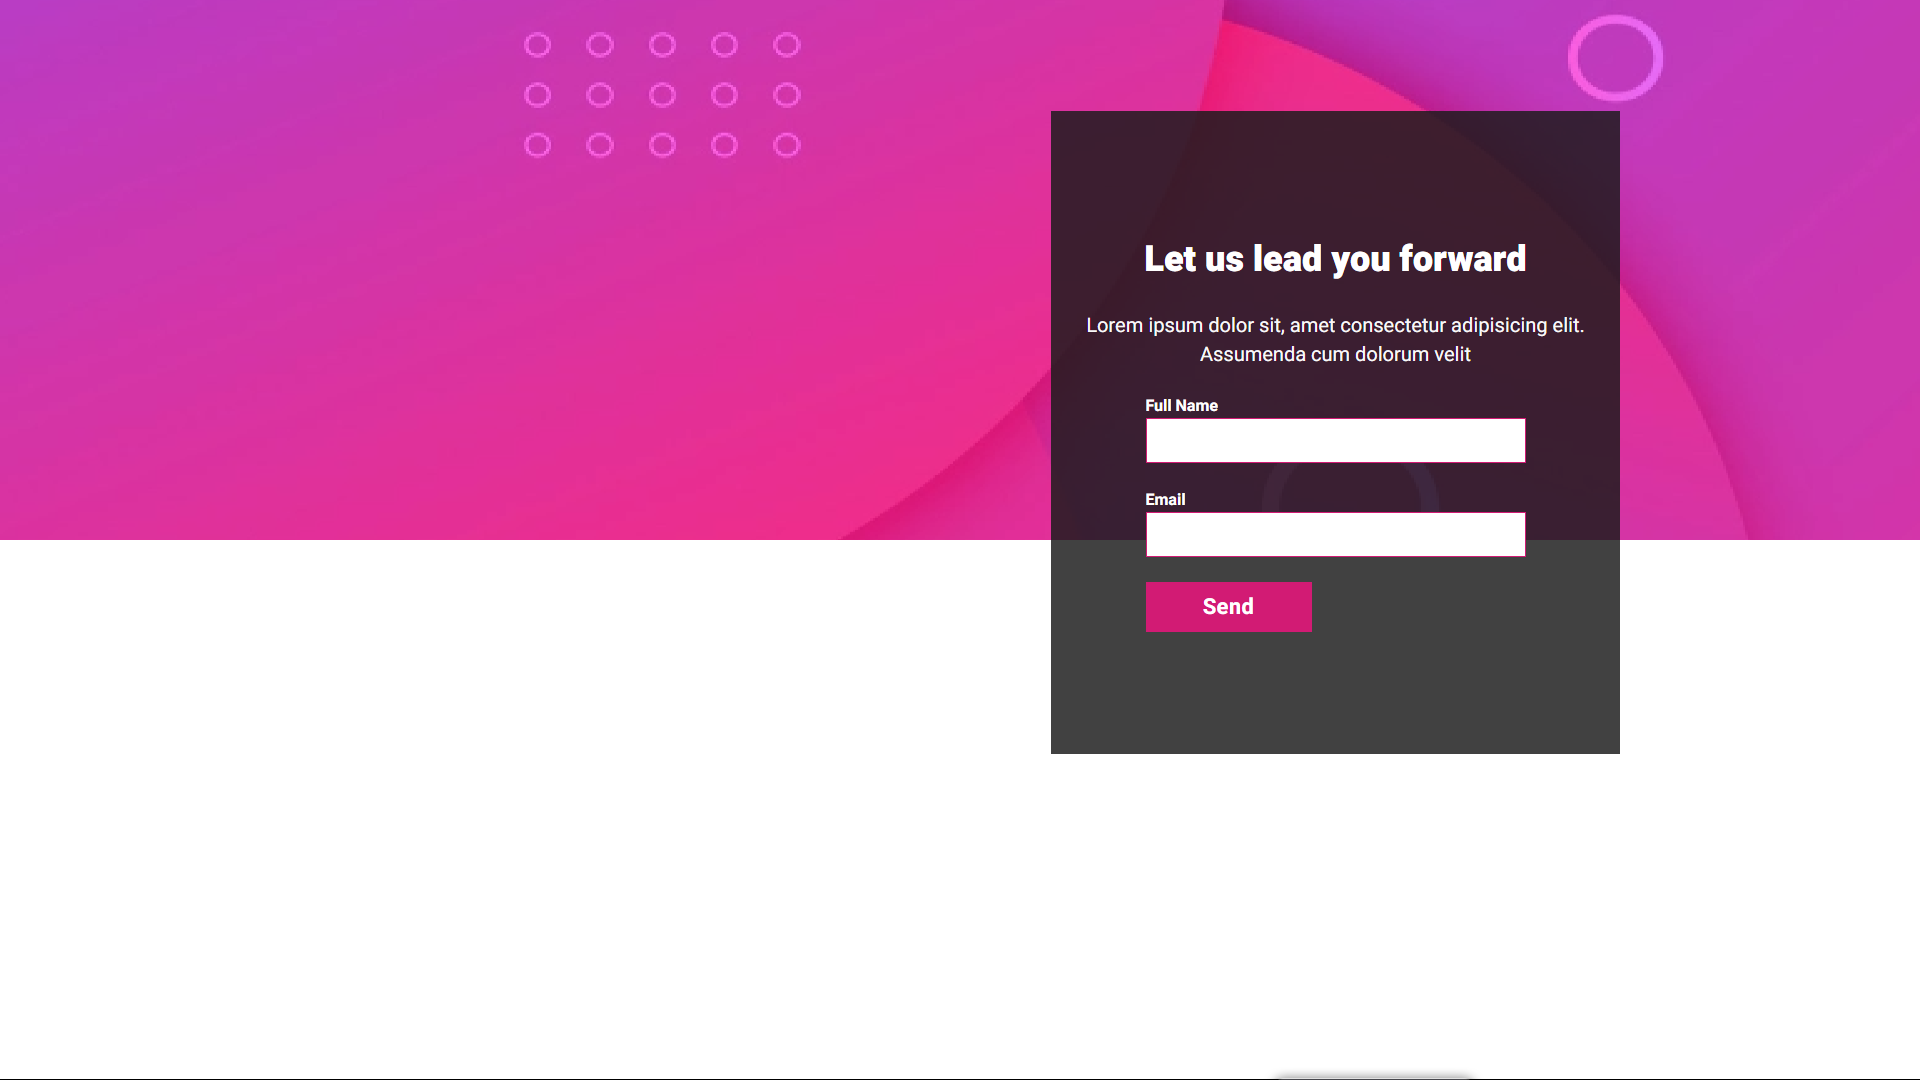 Let us lead you forward
Lorem ipsum dolor sit, amet consectetur adipisicing elit.
Assumenda cum dolorum velit
Full Name
Email
Send